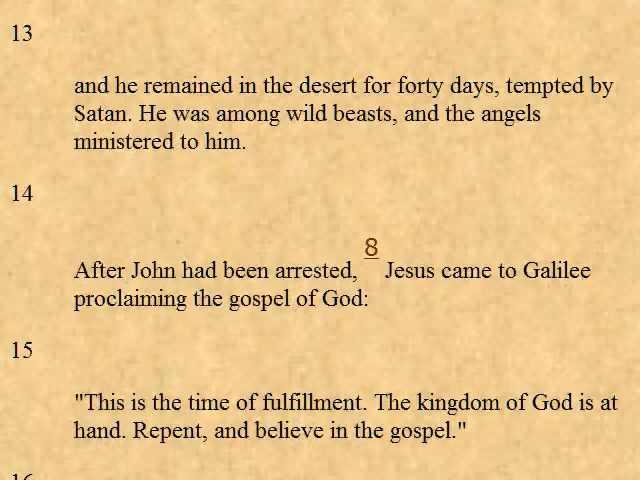 13
and he remained in the desert for forty days, tempted by
Satan. He was among wild beasts, and the angels
ministered to him.
14
After John had been arrested, 8 Jesus came to Galilee
proclaiming the gospel of God:
15
"This is the time of fulfillment. The kingdom of God is at
hand. Repent, and believe in the gospel."